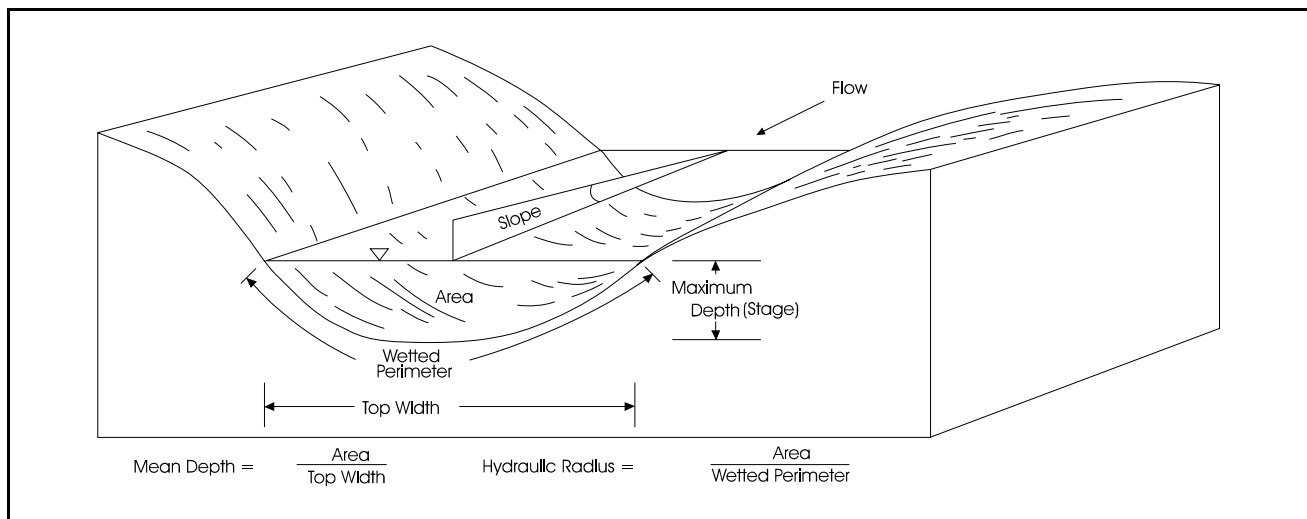 Flow
Slope
Area
Maximum
Depth (Stage)
Wetted
Perimeter
Top Width
Mean Depth = Area
Top Width
Hydraulic Radius = Area
Wetted Perimeter